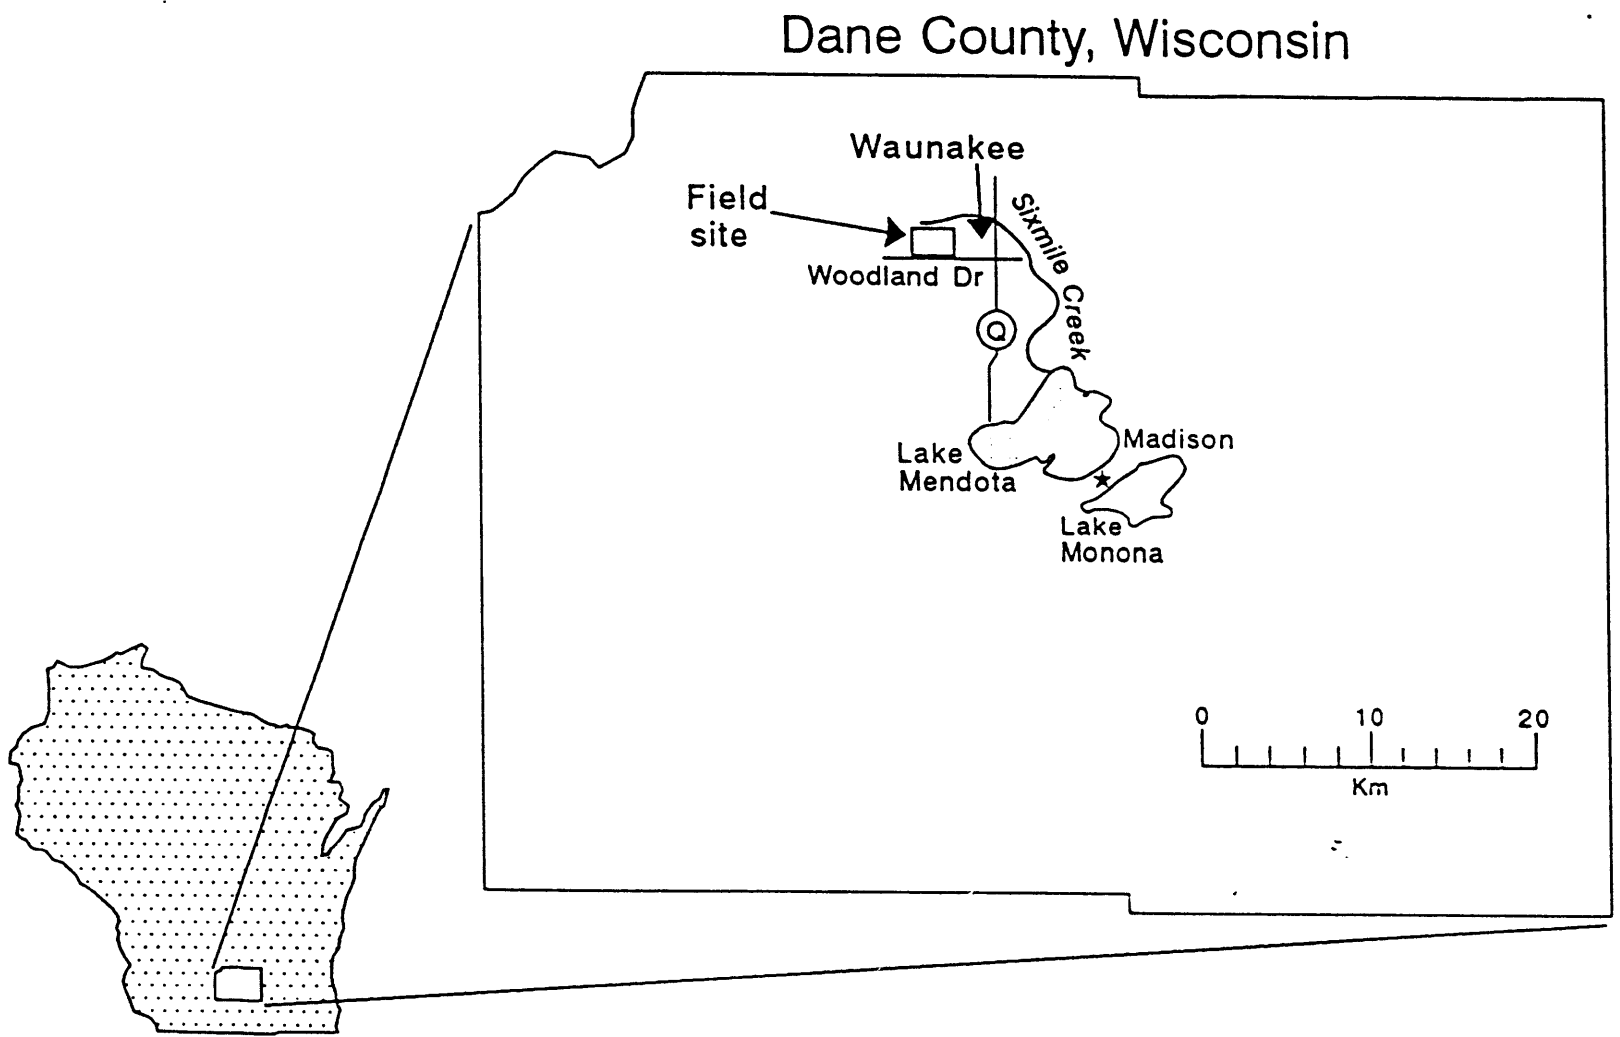 Dane County, Wisconsin
Waunakee
Field
site
Sixmile Creek
Woodland Dr
Q
Madison
Lake
Mendota
Lake
Monona
0 10 20
Km